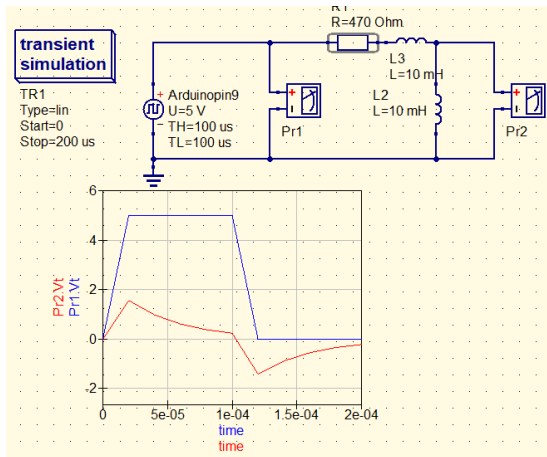 R1
R=470 Ohm
transient
simulation
TR1
Type=lin
Start=0
Stop=200 us
+ Arduinopin9
U=5 V
TH=100 us
TL=100 us
Pr1
L3
L=10 mH
L2
L=10 mH
Pr2
6
4
2
0
-2
Pr2.Vt
Pr1.Vt
0
5e-05
1e-04
1.5e-04
2e-04
time
time